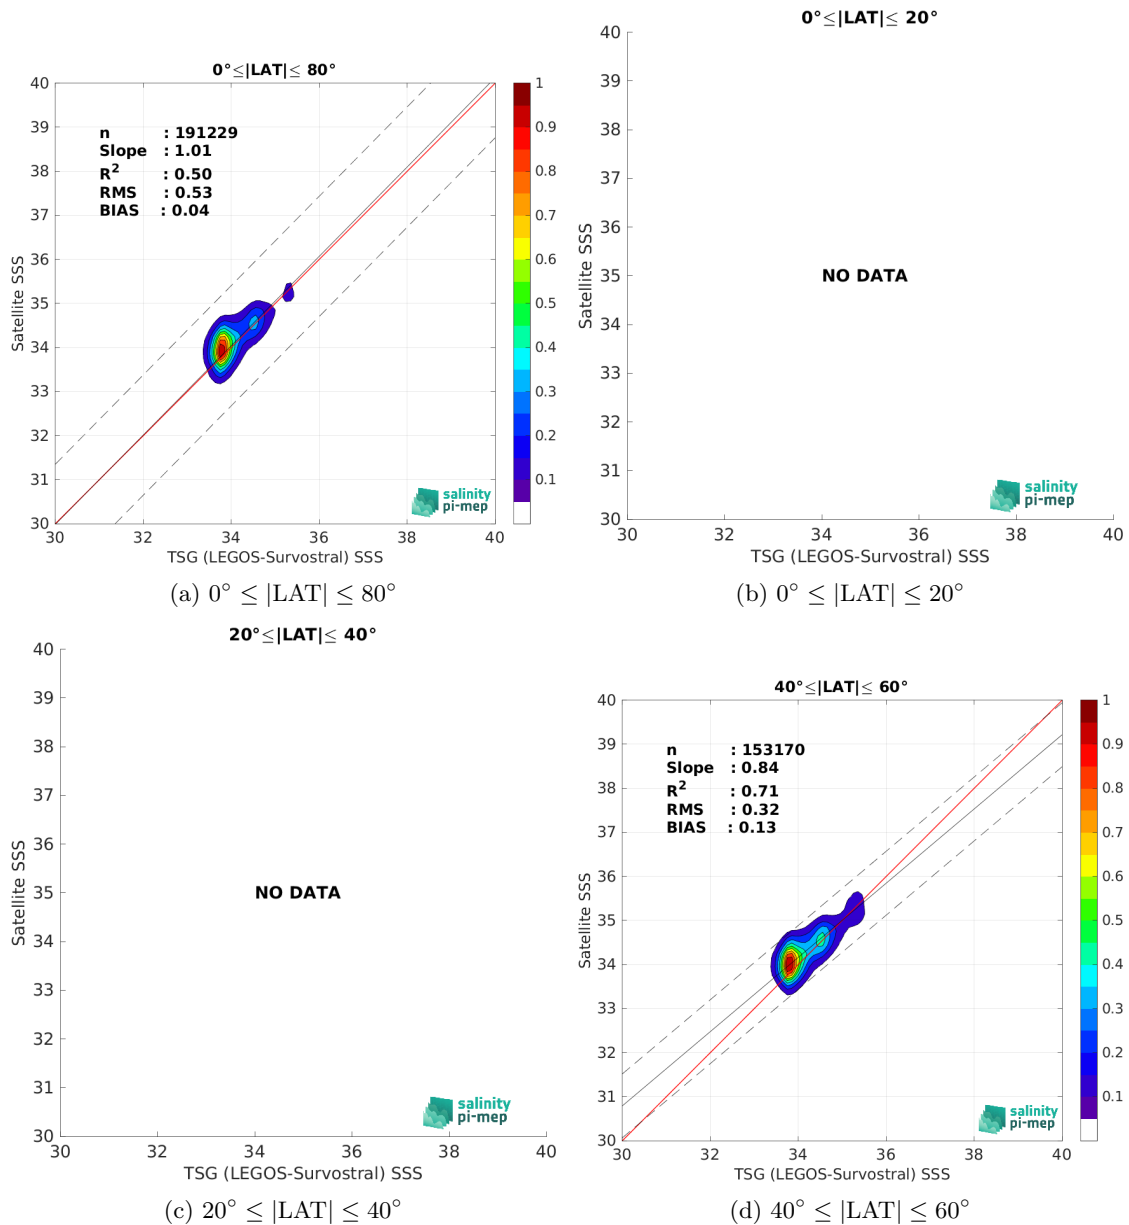 0°≤|LAT|≤ 80°
40
39
38
37
36
35
34
33
32
31
30
Satellite SSS
n : 191229
Slope : 1.01
R² : 0.50
RMS : 0.53
BIAS : 0.04
salinity
pi-mep
30 32 34 36 38 40
TSG (LEGOS-Survostral) SSS
1
0.9
0.8
0.7
0.6
0.5
0.4
0.3
0.2
0.1
(a) 0° ≤ |LAT| ≤ 80°
0°≤|LAT|≤ 20°
40
39
38
37
36
35
34
33
32
31
30
Satellite SSS
NO DATA
salinity
pi-mep
30 32 34 36 38 40
TSG (LEGOS-Survostral) SSS
(b) 0° ≤ |LAT| ≤ 20°
20°≤|LAT|≤ 40°
40
39
38
37
36
35
34
33
32
31
30
Satellite SSS
NO DATA
salinity
pi-mep
30 32 34 36 38 40
TSG (LEGOS-Survostral) SSS
(c) 20° ≤ |LAT| ≤ 40°
40°≤|LAT|≤ 60°
40
39
38
37
36
35
34
33
32
31
30
Satellite SSS
n : 153170
Slope : 0.84
R² : 0.71
RMS : 0.32
BIAS : 0.13
salinity
pi-mep
30 32 34 36 38 40
TSG (LEGOS-Survostral) SSS
1
0.9
0.8
0.7
0.6
0.5
0.4
0.3
0.2
0.1
(d) 40° ≤ |LAT| ≤ 60°